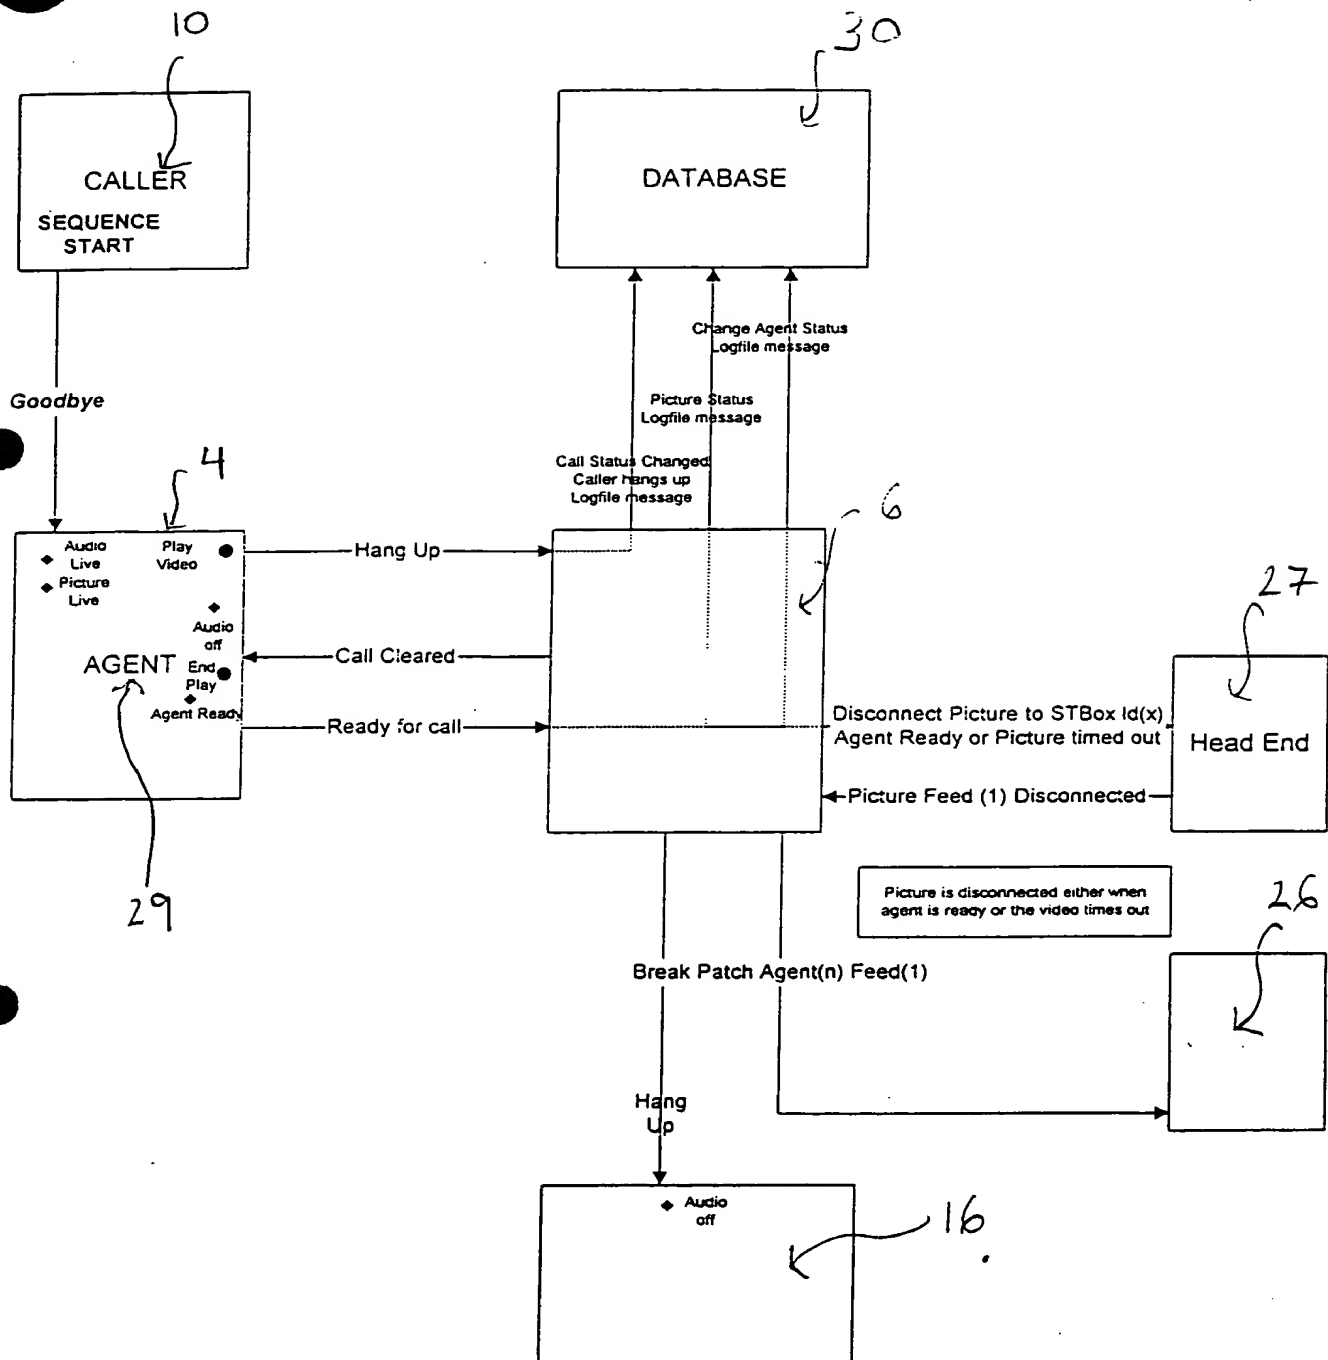 10
30
CALLER
SEQUENCE
START
DATABASE
Change Agent Status
Logfile message
Goodbye
Picture Status
Logfile message
4
Call Status Changed
Caller hangs up
Logfile message
6
Audio
Live
Picture
Live
Play
Video
Hang Up
27
Audio
off
AGENT
End
Play
Agent Ready
Call Cleared
Ready for call
Disconnect Picture to STBox Id(x)
Agent Ready or Picture timed out
Head End
Picture Feed (1) Disconnected
29
Picture is disconnected either when
agent is ready or the video times out
26
Break Patch Agent(n) Feed(1)
Hang
Up
Audio
off
16